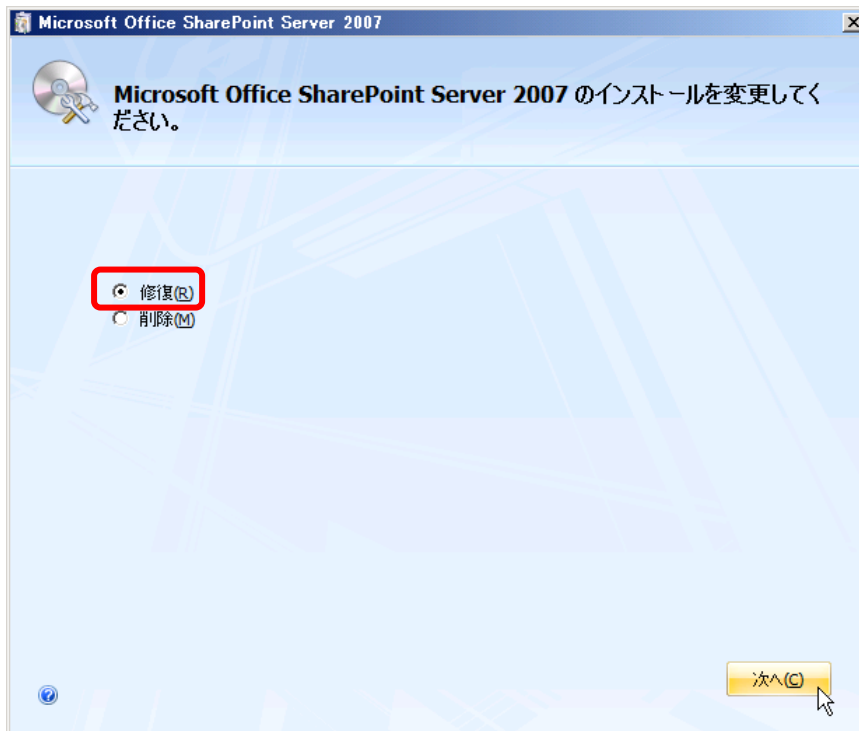 Microsoft Office SharePoint Server 2007
Microsoft Office SharePoint Server 2007 のインストールを変更してく
ださい。
修復(R)
削除(M)
次へ(C)